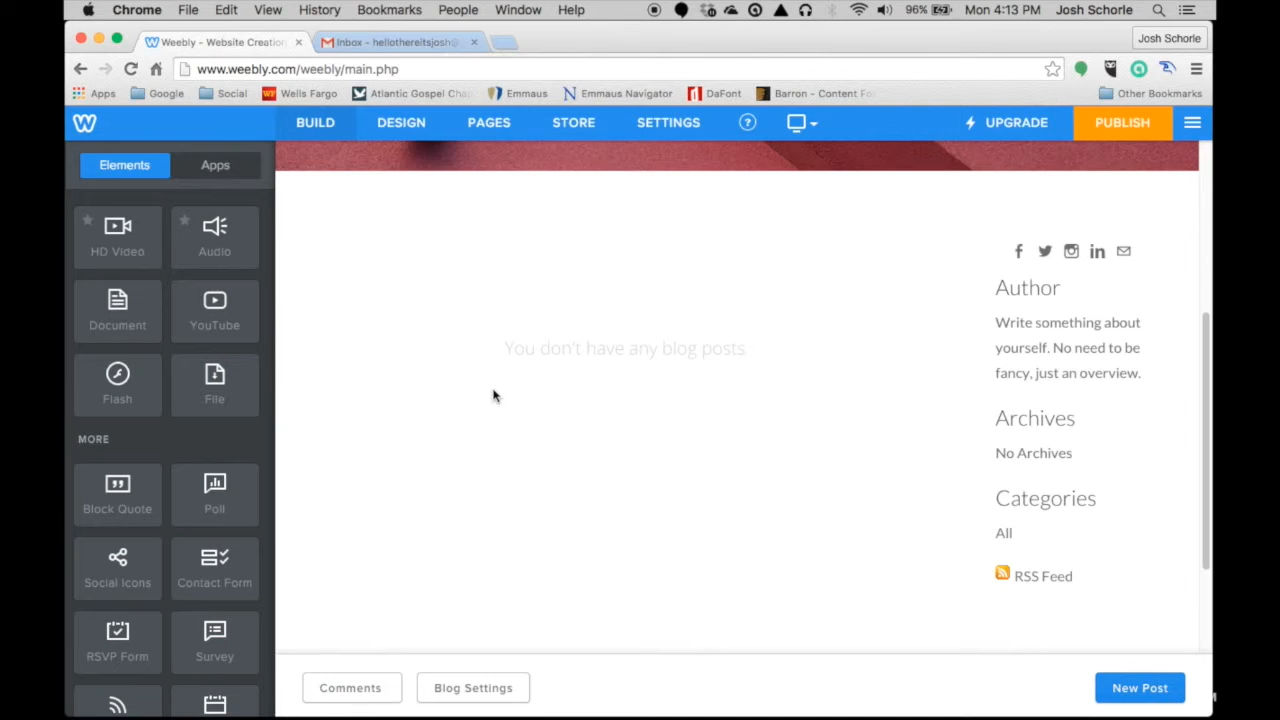 Chrome File Edit View History Bookmarks People Window Help 96% Mon 4:13 PM Josh Schorle
Weebly - Website Creation Inbox - hellothereitsjosh@ Josh Schorle
www.weebly.com/weebly/main.php
Apps Google Social Wells Fargo Atlantic Gospel Cha Emmaus Emmaus Navigator DaFont Barron - Content Fo Other Bookmarks
BUILD DESIGN PAGES STORE SETTINGS ? UPGRADE PUBLISH
Elements Apps
HD Video Audio
Document YouTube
Flash File
MORE
Block Quote Poll
Social Icons Contact Form
RSVP Form Survey
You don't have any blog posts.
Author
Write something about
yourself. No need to be
fancy, just an overview.
Archives
No Archives
Categories
All
RSS Feed
Comments Blog Settings New Post